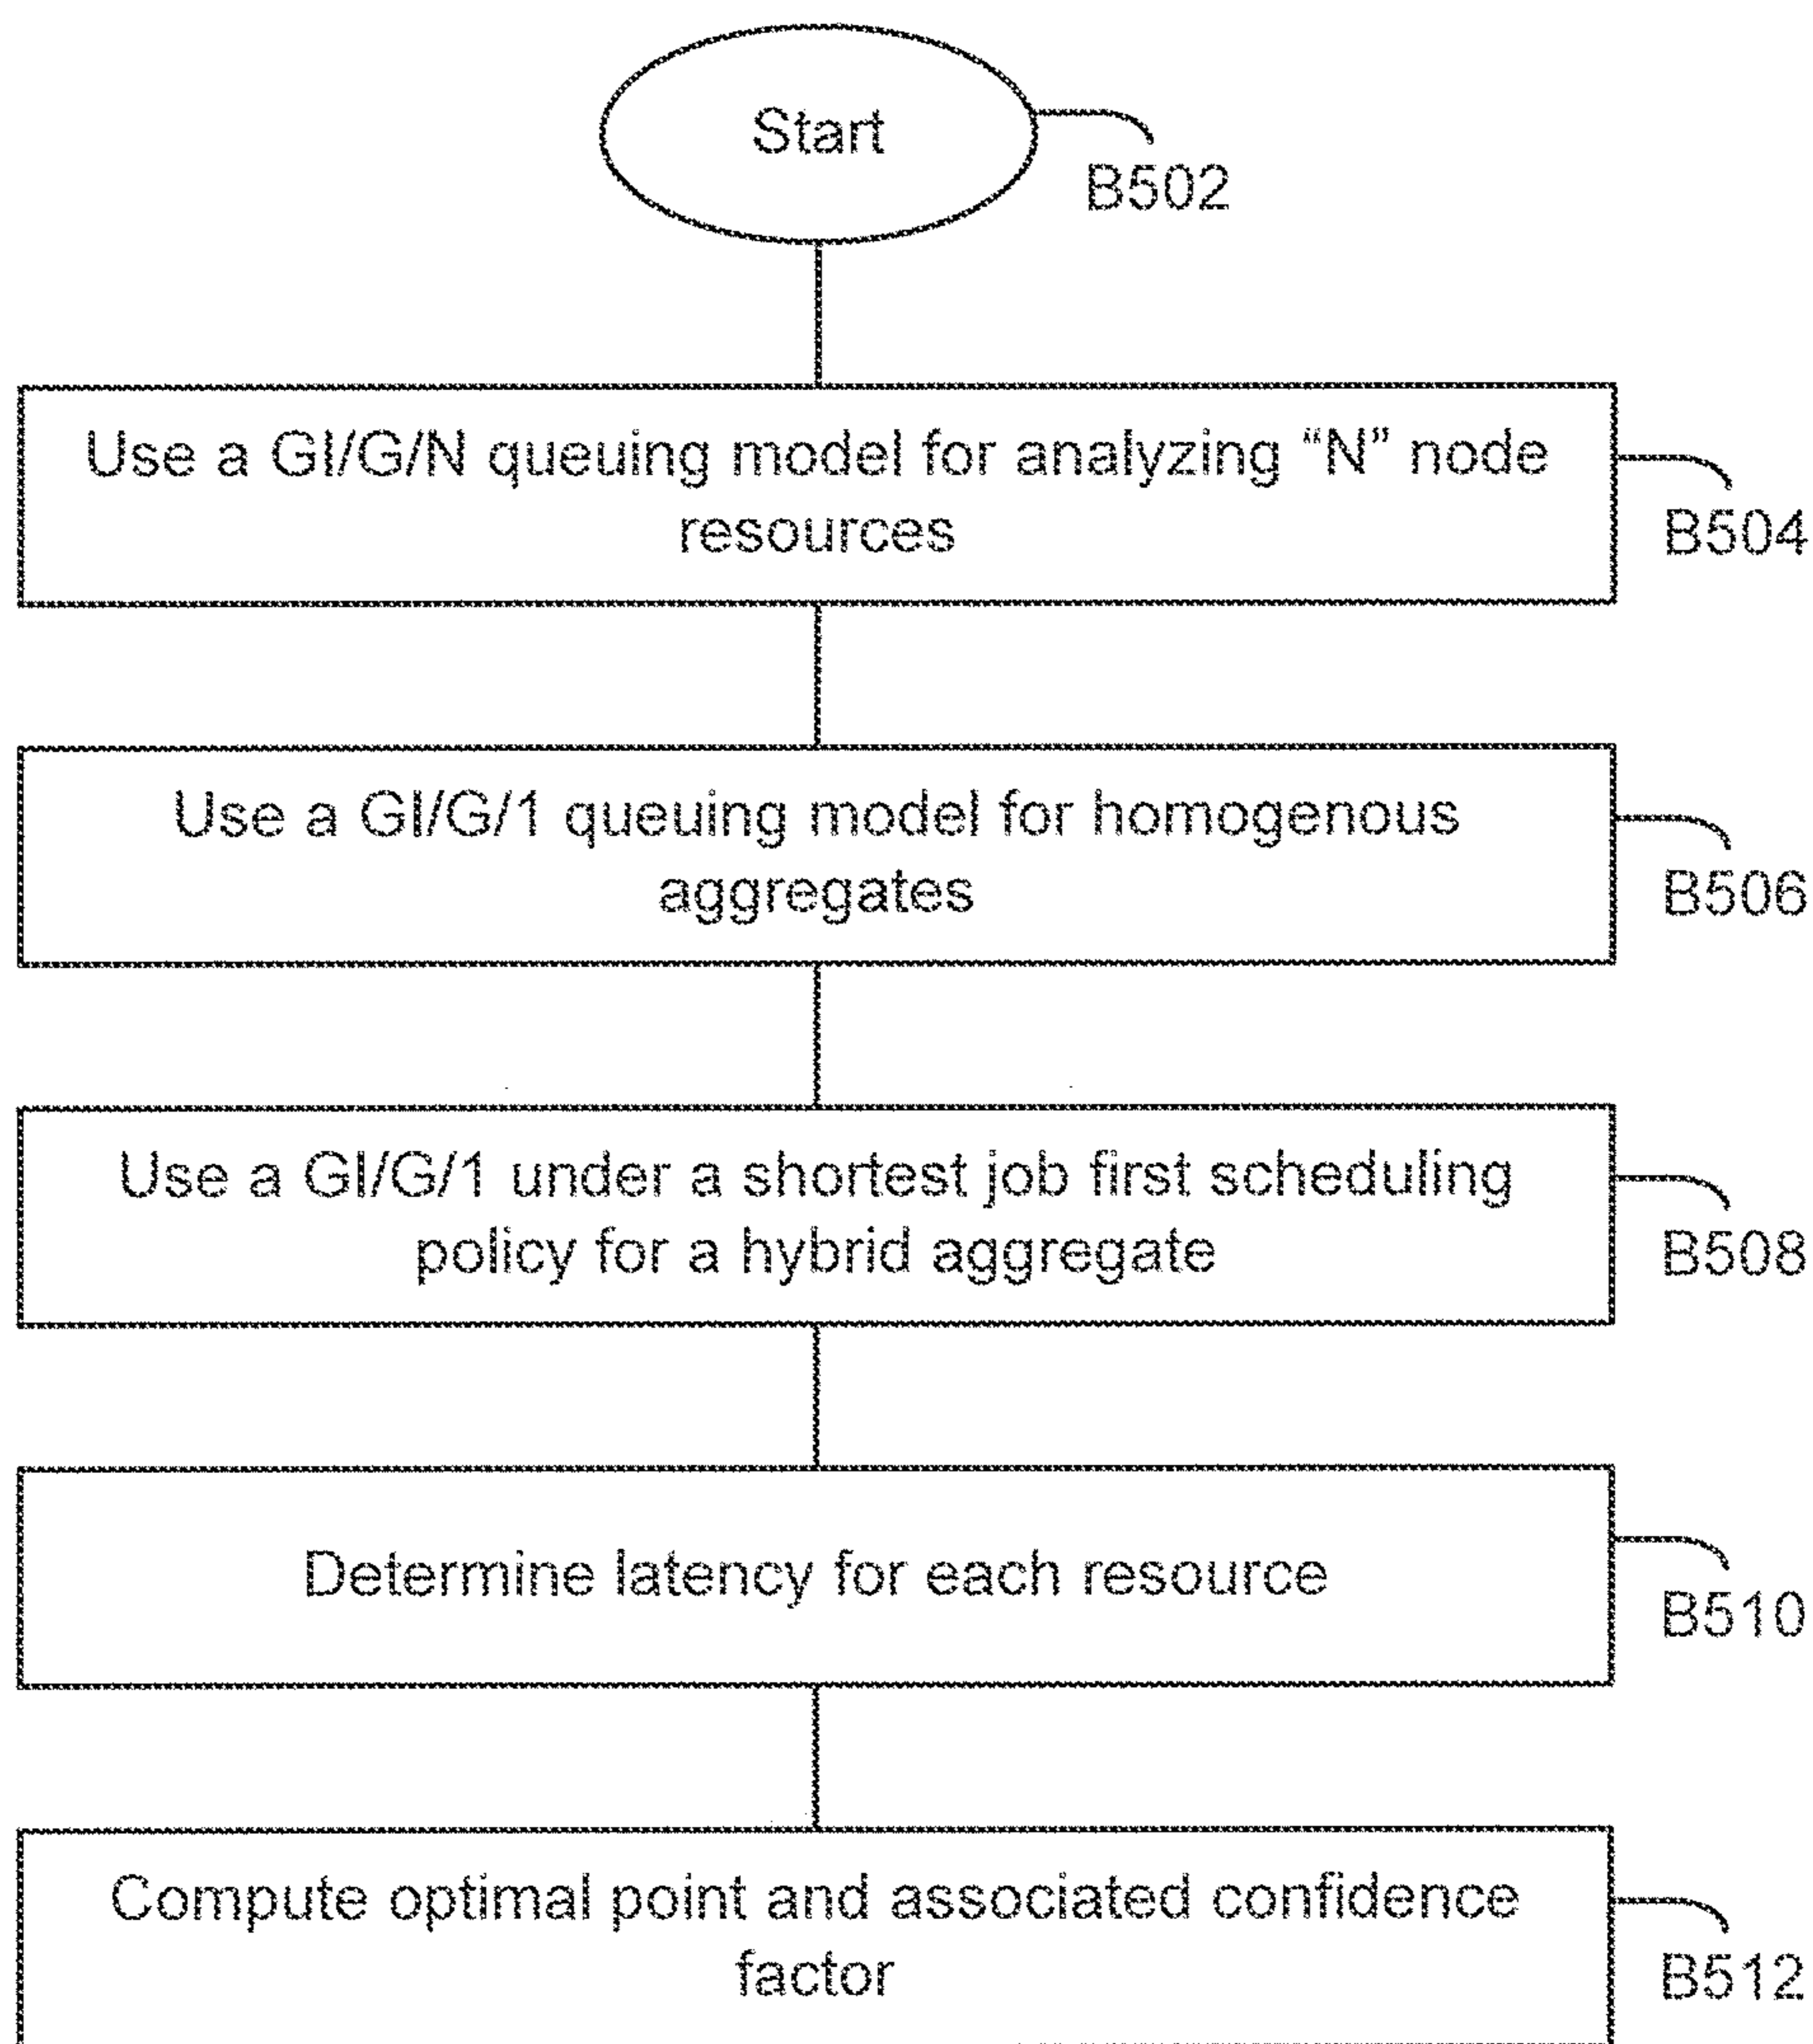 Start
B502
Use a GI/G/N queuing model for analyzing “N” node
resources
B504
Use a GI/G/1 queuing model for homogenous
aggregates
B506
Use a GI/G/1 under a shortest job first scheduling
policy for a hybrid aggregate
B508
Determine latency for each resource
B510
Compute optimal point and associated confidence
factor
B512